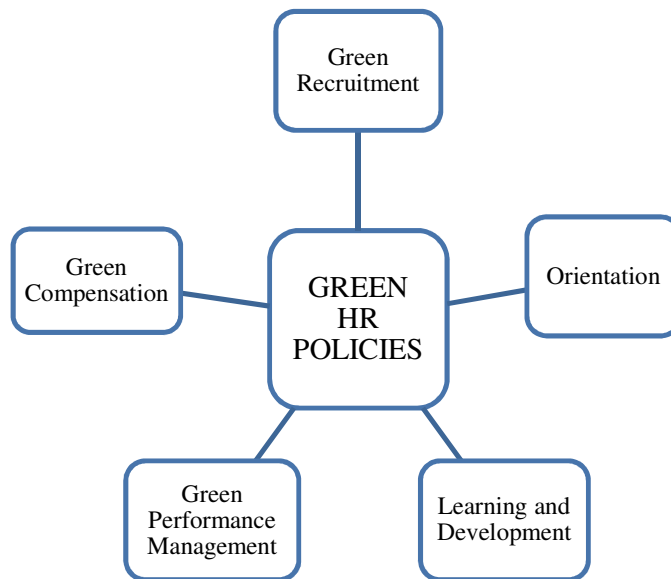 Green
Recruitment
Green
Compensation
GREEN
HR
POLICIES
Orientation
Green
Performance
Management
Learning and
Development